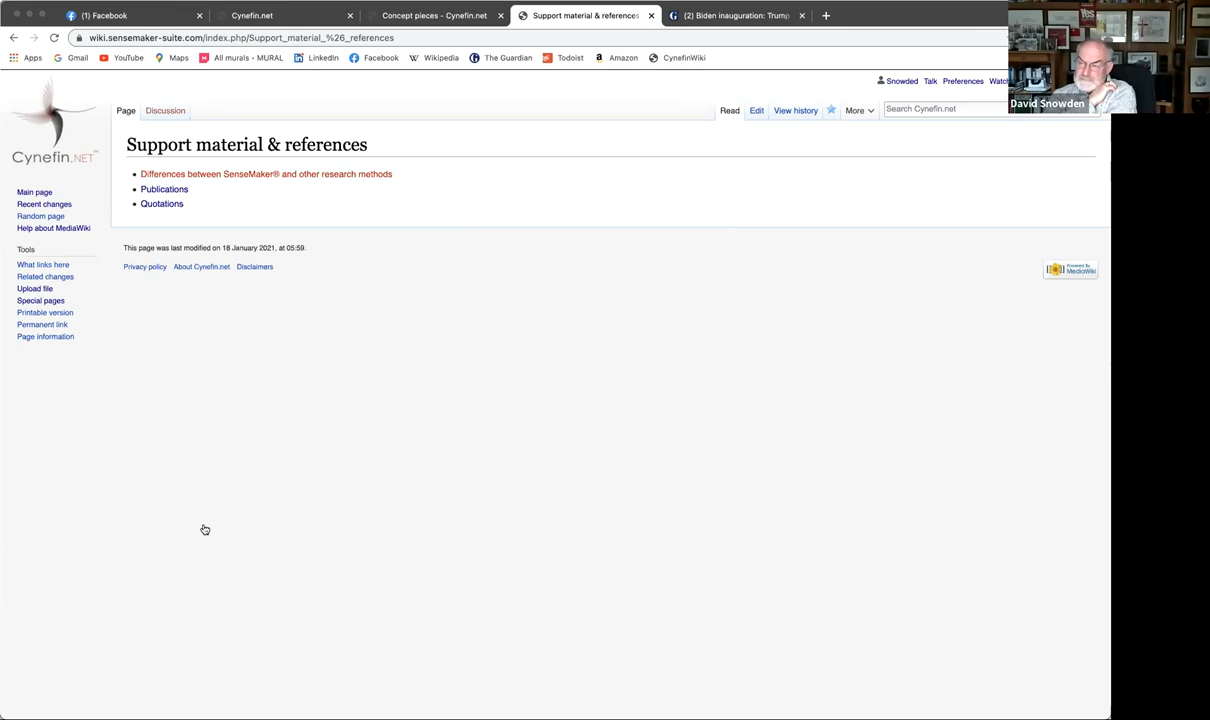 (1) Facebook
Cynefin.net
Concept pieces - Cynefin.net
Support material & references
(2) Biden inauguration: Trump
wiki.sensemaker-suite.com/index.php/Support_material_%26_references
Apps
Gmail
YouTube
Maps
All murals • MURAL
LinkedIn
Facebook
Wikipedia
The Guardian
Todoist
Amazon
CynefinWiki
Yes
David Snowden
Snowded Talk Preferences Watch
Page Discussion
Read Edit View history More
Search Cynefin.net
Cynefin.NET™
Support material & references
Differences between SenseMaker® and other research methods
Publications
Quotations
Main page
Recent changes
Random page
Help about MediaWiki
Tools
What links here
Related changes
Upload file
Special pages
Printable version
Permanent link
Page information
This page was last modified on 18 January 2021, at 05:59.
Privacy policy About Cynefin.net Disclaimers
Powered By
MediaWiki